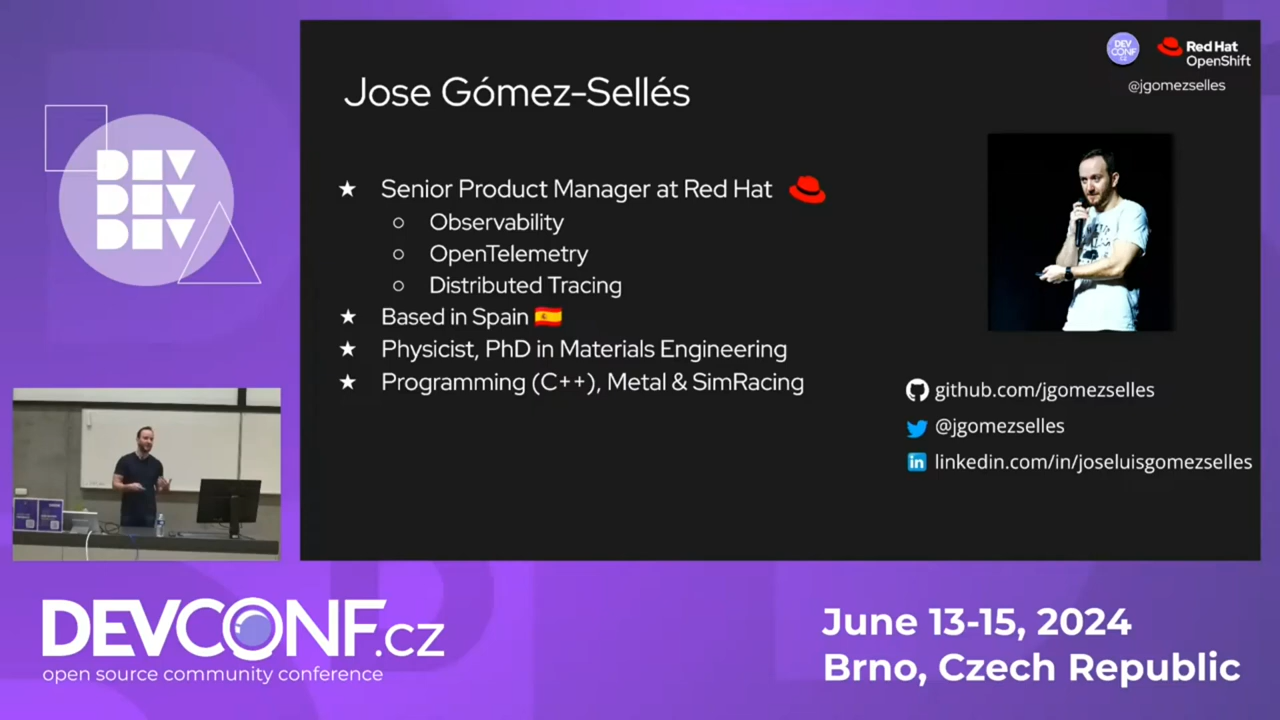 DEV
DEV
DEV
Jose Gómez-Sellés
DEV
CONF
CZ
Red Hat
OpenShift
@jgomezselles
★ Senior Product Manager at Red Hat
○ Observability
○ OpenTelemetry
○ Distributed Tracing
★ Based in Spain 🇪🇸
★ Physicist, PhD in Materials Engineering
★ Programming (C++), Metal & SimRacing
github.com/jgomezselles
@jgomezselles
in linkedin.com/in/joseluisgomezselles
DEVCONF.cz
open source community conference
June 13-15, 2024
Brno, Czech Republic